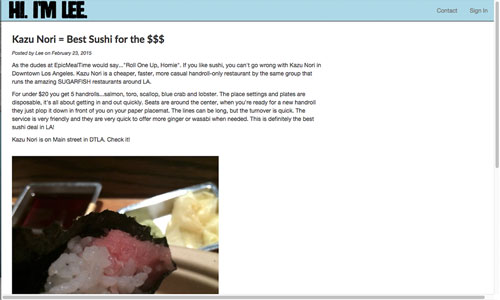 HI. I'M LEE.
Contact
Sign In
Kazu Nori = Best Sushi for the $$$
Posted by Lee on February 23, 2015
As the dudes at EpicMealTime would say..."Roll One Up, Homie". If you like sushi, you can't go wrong with Kazu Nori in
Downtown Los Angeles. Kazu Nori is a cheaper, faster, more casual handroll-only restaurant by the same group that
runs the amazing SUGARFISH restaurants around LA.
For under $20 you get 5 handrolls...salmon, toro, scallop, blue crab and lobster. The place settings and plates are
disposable, it's all about getting in and out quickly. Seats are around the center, when you're ready for a new handroll
they just plop it down in front of you on your paper placemat. The lines can be long, but the turnover is quick. The
service is very friendly and they are very quick to offer more ginger or wasabi when needed. This is definitely the best
sushi deal in LA!
Kazu Nori is on Main street in DTLA. Check it!